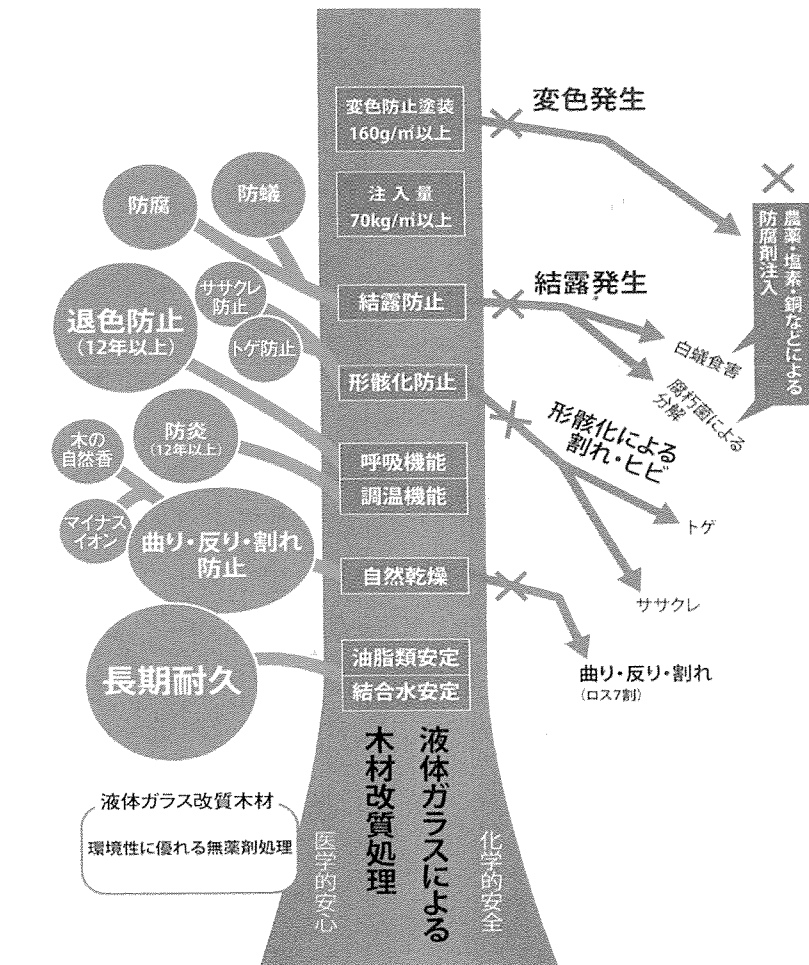 変色防止塗装
160g/㎡以上
変色発生
注入量
70kg/㎥以上
農薬・塩素・銅などによる
防腐剤注入
防蟻
防腐
結露防止
結露発生
白蟻食害
腐朽菌による
分解
ササクレ
防止
トゲ防止
退色防止
(12年以上)
形骸化防止
形骸化による
割れ・ヒビ
トゲ
ササクレ
防炎
(12年以上)
木の
自然香
マイナス
イオン
呼吸機能
調温機能
曲り・反り・割れ
防止
自然乾燥
曲り・反り・割れ
(ロス7割)
長期耐久
油脂類安定
結合水安定
液体ガラスによる
木材改質処理
液体ガラス改質木材
環境性に優れる無薬剤処理
医学的安心
化学的安全